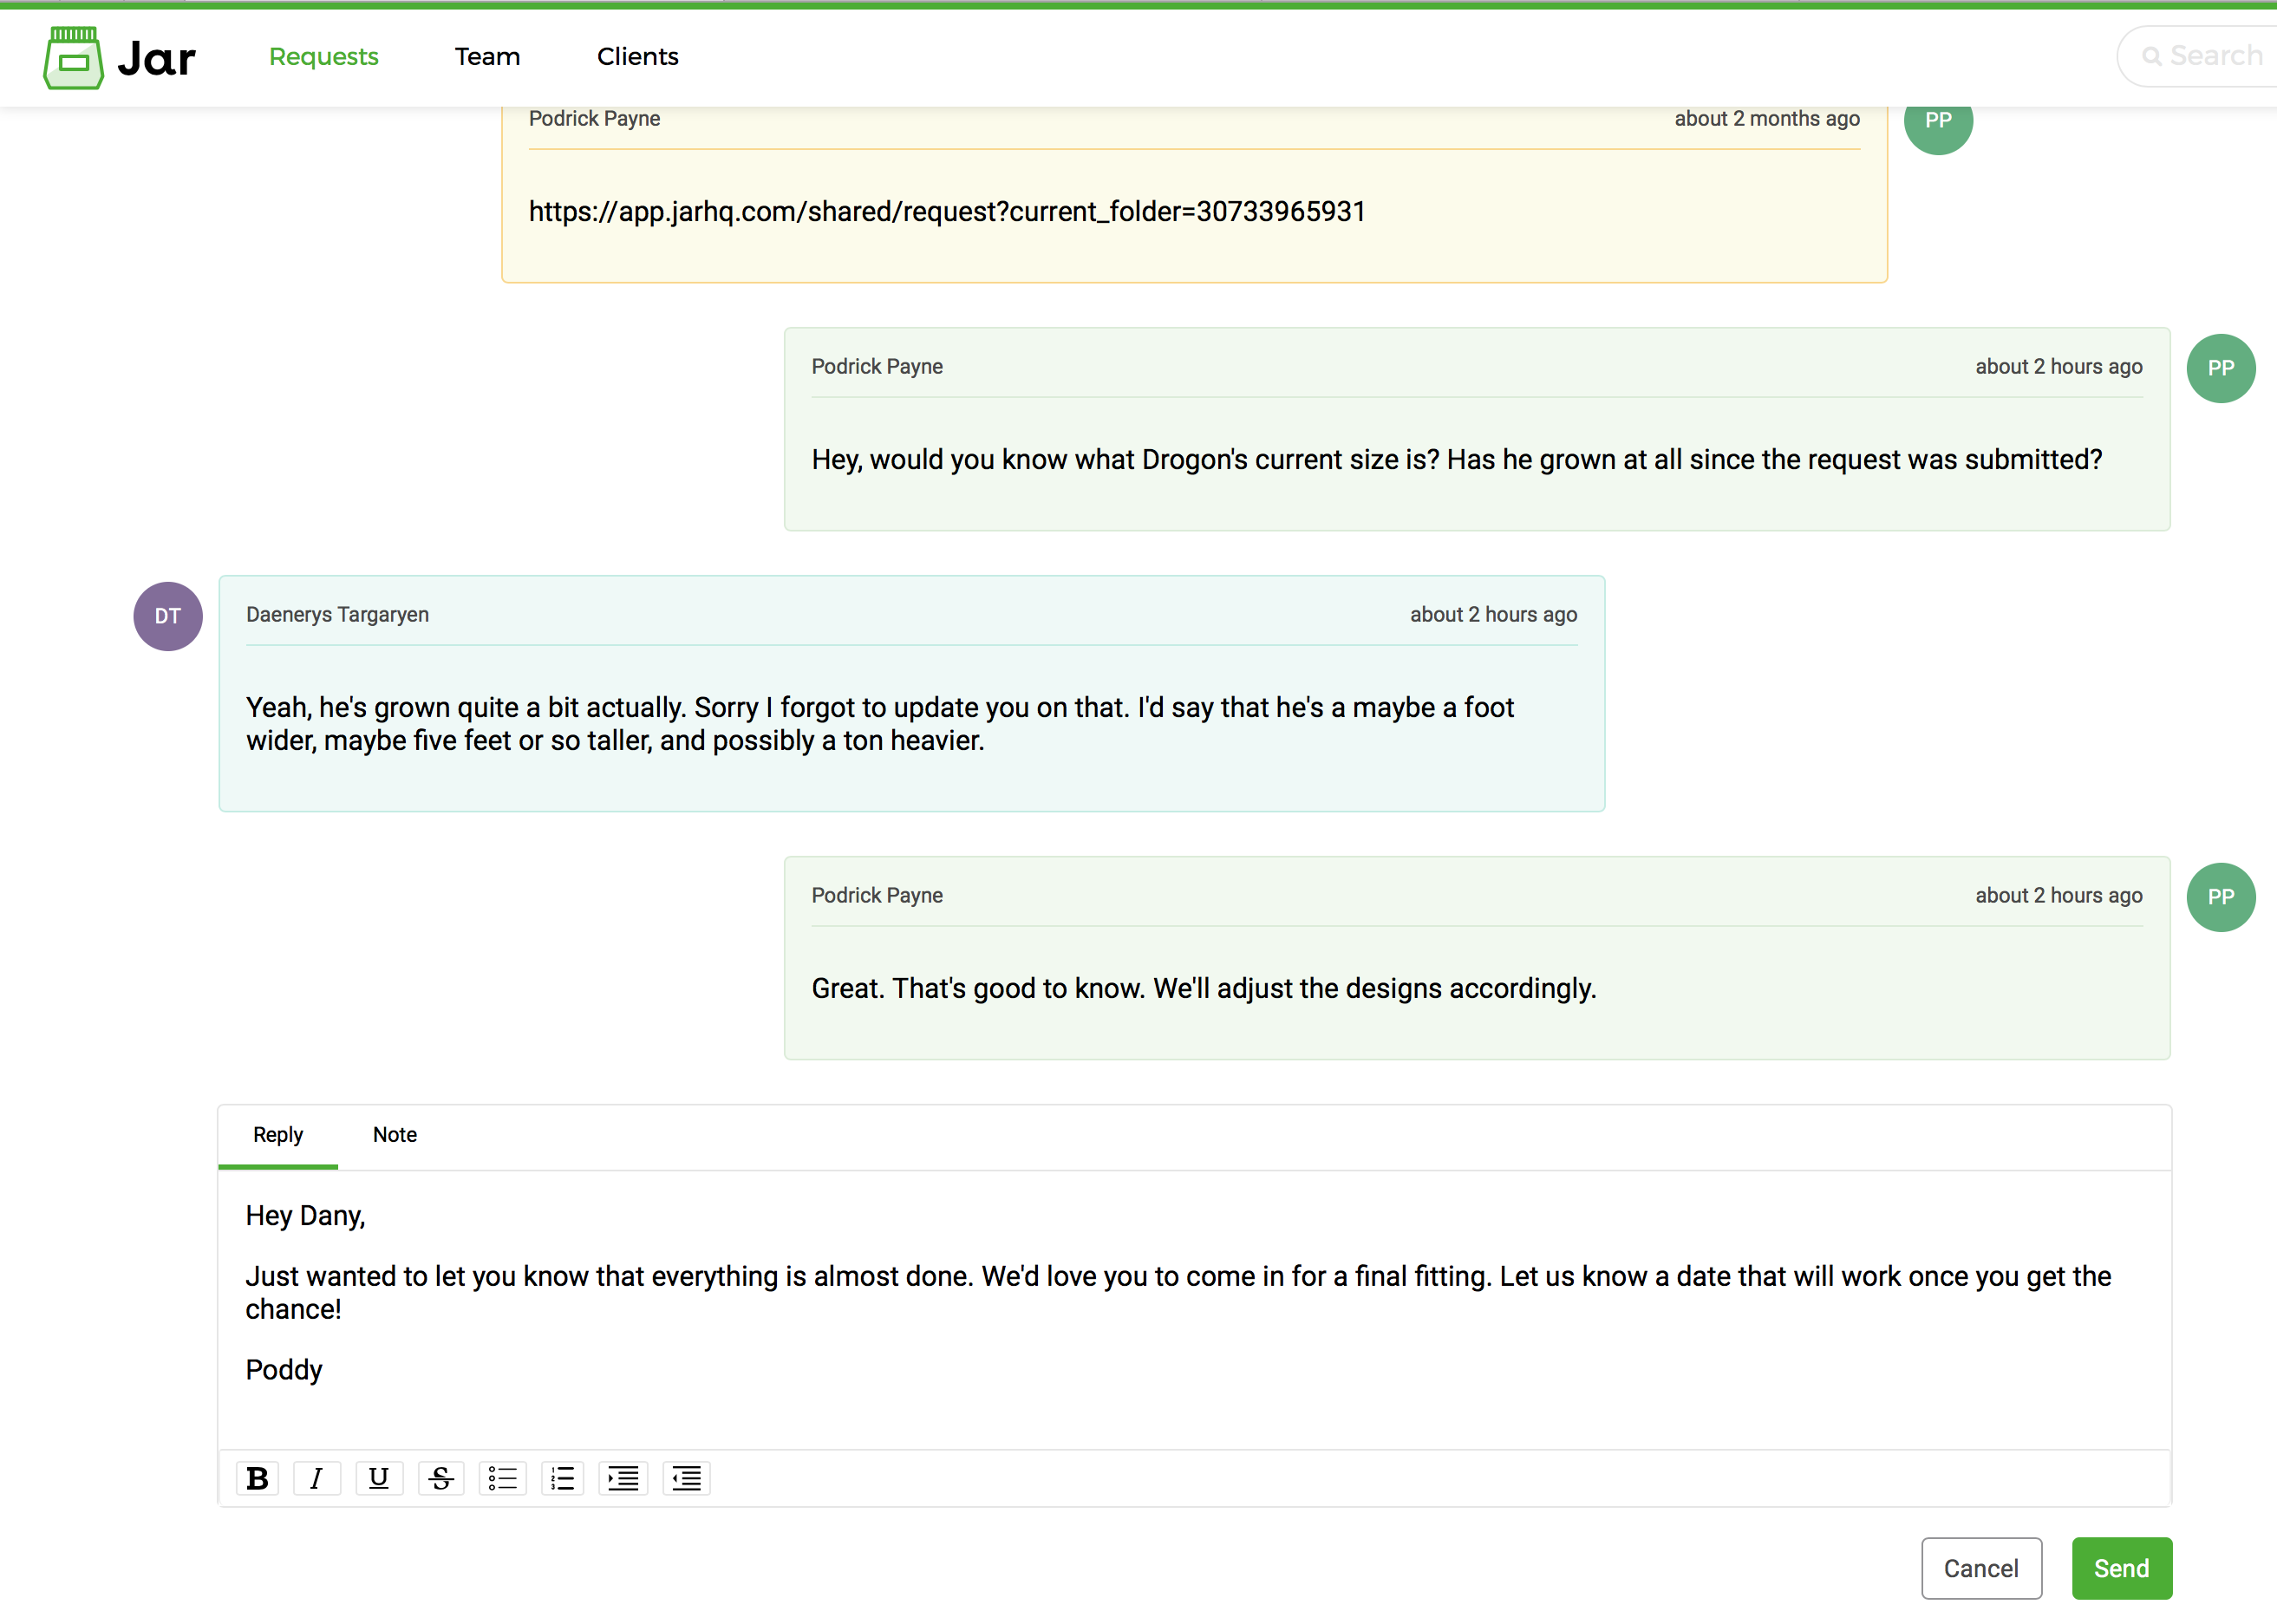 Jar
Requests
Team
Clients
Search
Podrick Payne
about 2 months ago
PP
https://app.jarhq.com/shared/request?current_folder=30733965931
Podrick Payne
about 2 hours ago
PP
Hey, would you know what Drogon's current size is? Has he grown at all since the request was submitted?
DT
Daenerys Targaryen
about 2 hours ago
Yeah, he's grown quite a bit actually. Sorry I forgot to update you on that. I'd say that he's a maybe a foot
wider, maybe five feet or so taller, and possibly a ton heavier.
Podrick Payne
about 2 hours ago
PP
Great. That's good to know. We'll adjust the designs accordingly.
Reply
Note
Hey Dany,
Just wanted to let you know that everything is almost done. We'd love you to come in for a final fitting. Let us know a date that will work once you get the
chance!
Poddy
B I U S
Cancel
Send